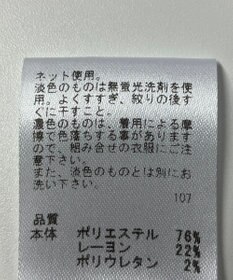 ネット使用。
淡色のものは無蛍光洗剤を使
用。よくすすぎ、絞りの後す
ぐに干すこと。
濃色のものは、着用による摩
擦で色落ちする事があります
ので、組み合せの衣服にご注
意下さい。
また、淡色のものとは別にお
洗い下さい。
107
品質
本体 ポリエステル 76%
レーヨン 22%
ポリウレタン 2%